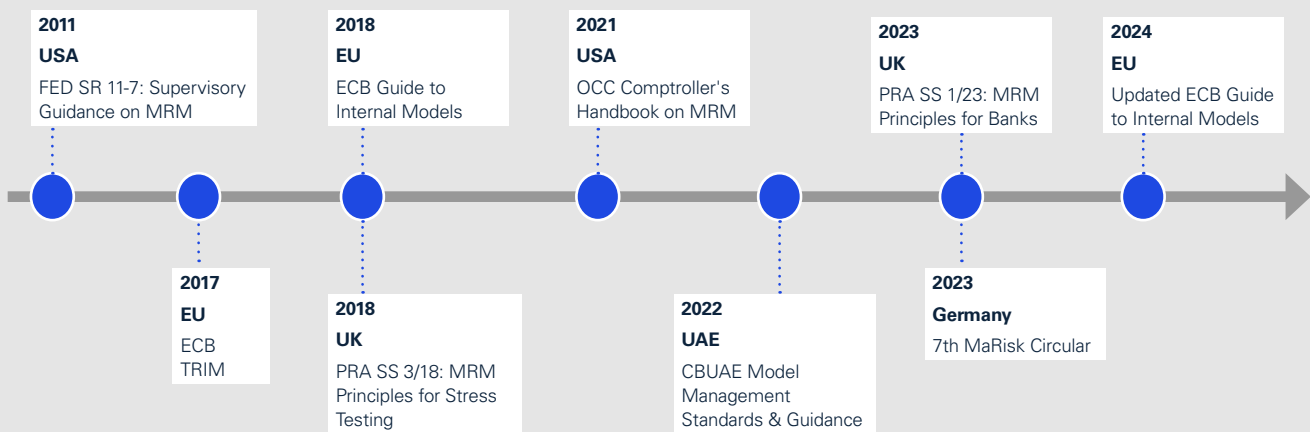 2011
USA
FED SR 11-7: Supervisory
Guidance on MRM
2018
EU
ECB Guide to
Internal Models
2021
USA
OCC Comptroller's
Handbook on MRM
2023
UK
PRA SS 1/23: MRM
Principles for Banks
2024
EU
Updated ECB Guide
to Internal Models
2017
EU
ECB
TRIM
2018
UK
PRA SS 3/18: MRM
Principles for Stress
Testing
2022
UAE
CBUAE Model
Management
Standards & Guidance
2023
Germany
7th MaRisk Circular